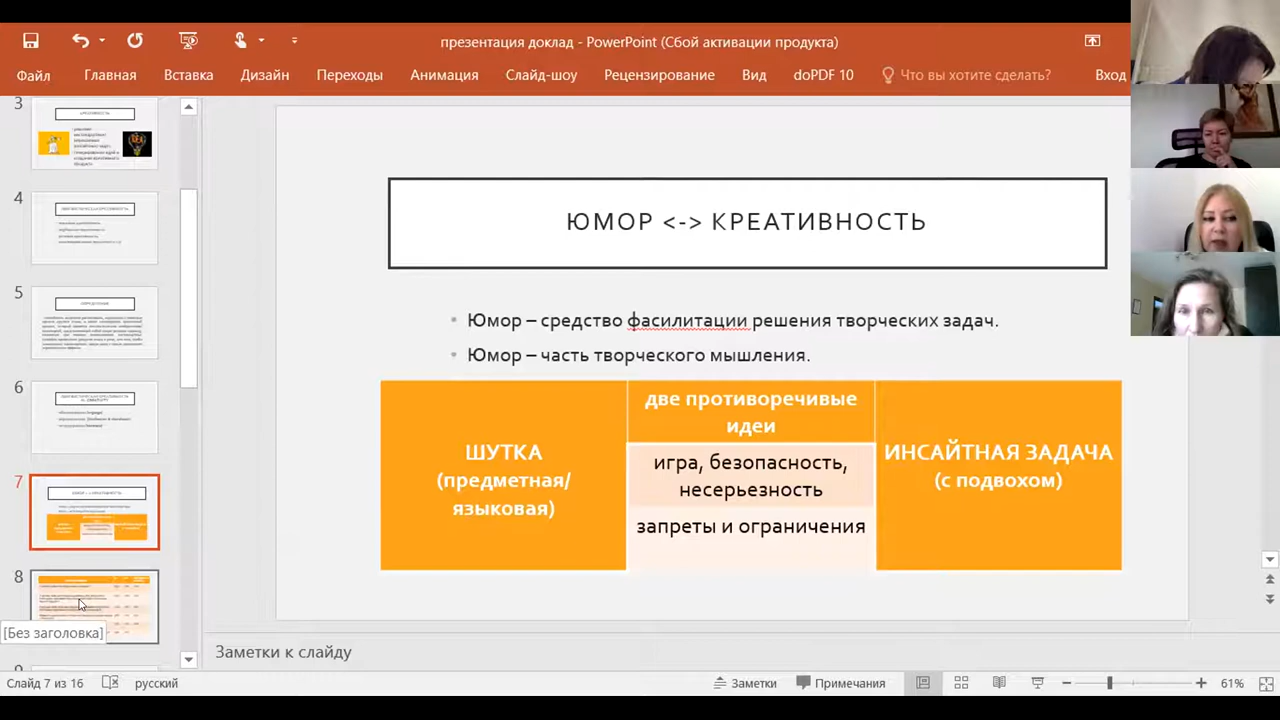 презентация доклад - PowerPoint (Сбой активации продукта)
Файл Главная Вставка Дизайн Переходы Анимация Слайд-шоу Рецензирование Вид doPDF 10 Что вы хотите сделать? Вход
3
КРЕАТИВНОСТЬ
4
5
ОПРЕДЕЛЕНИЕ
6
7
8
[Без заголовка]
ЮМОР <-> КРЕАТИВНОСТЬ
• Юмор – средство фасилитации решения творческих задач.
• Юмор – часть творческого мышления.
ШУТКА
(предметная/
языковая)
две противоречивые
идеи
игра, безопасность,
несерьезность
запреты и ограничения
ИНСАЙТНАЯ ЗАДАЧА
(с подвохом)
Заметки к слайду
Слайд 7 из 16 русский Заметки Примечания 61%